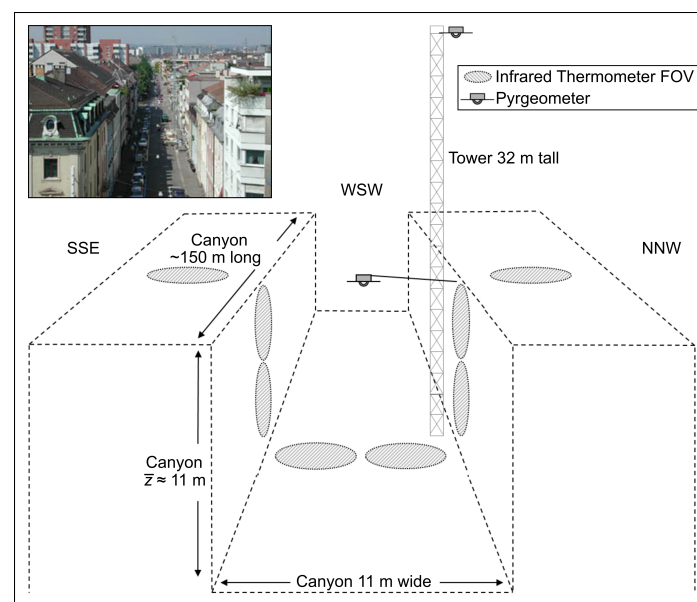 Infrared Thermometer FOV
Pyrgeometer
Tower 32 m tall
WSW
SSE
Canyon
~150 m long
NNW
Canyon
z̅ ≈ 11 m
Canyon 11 m wide